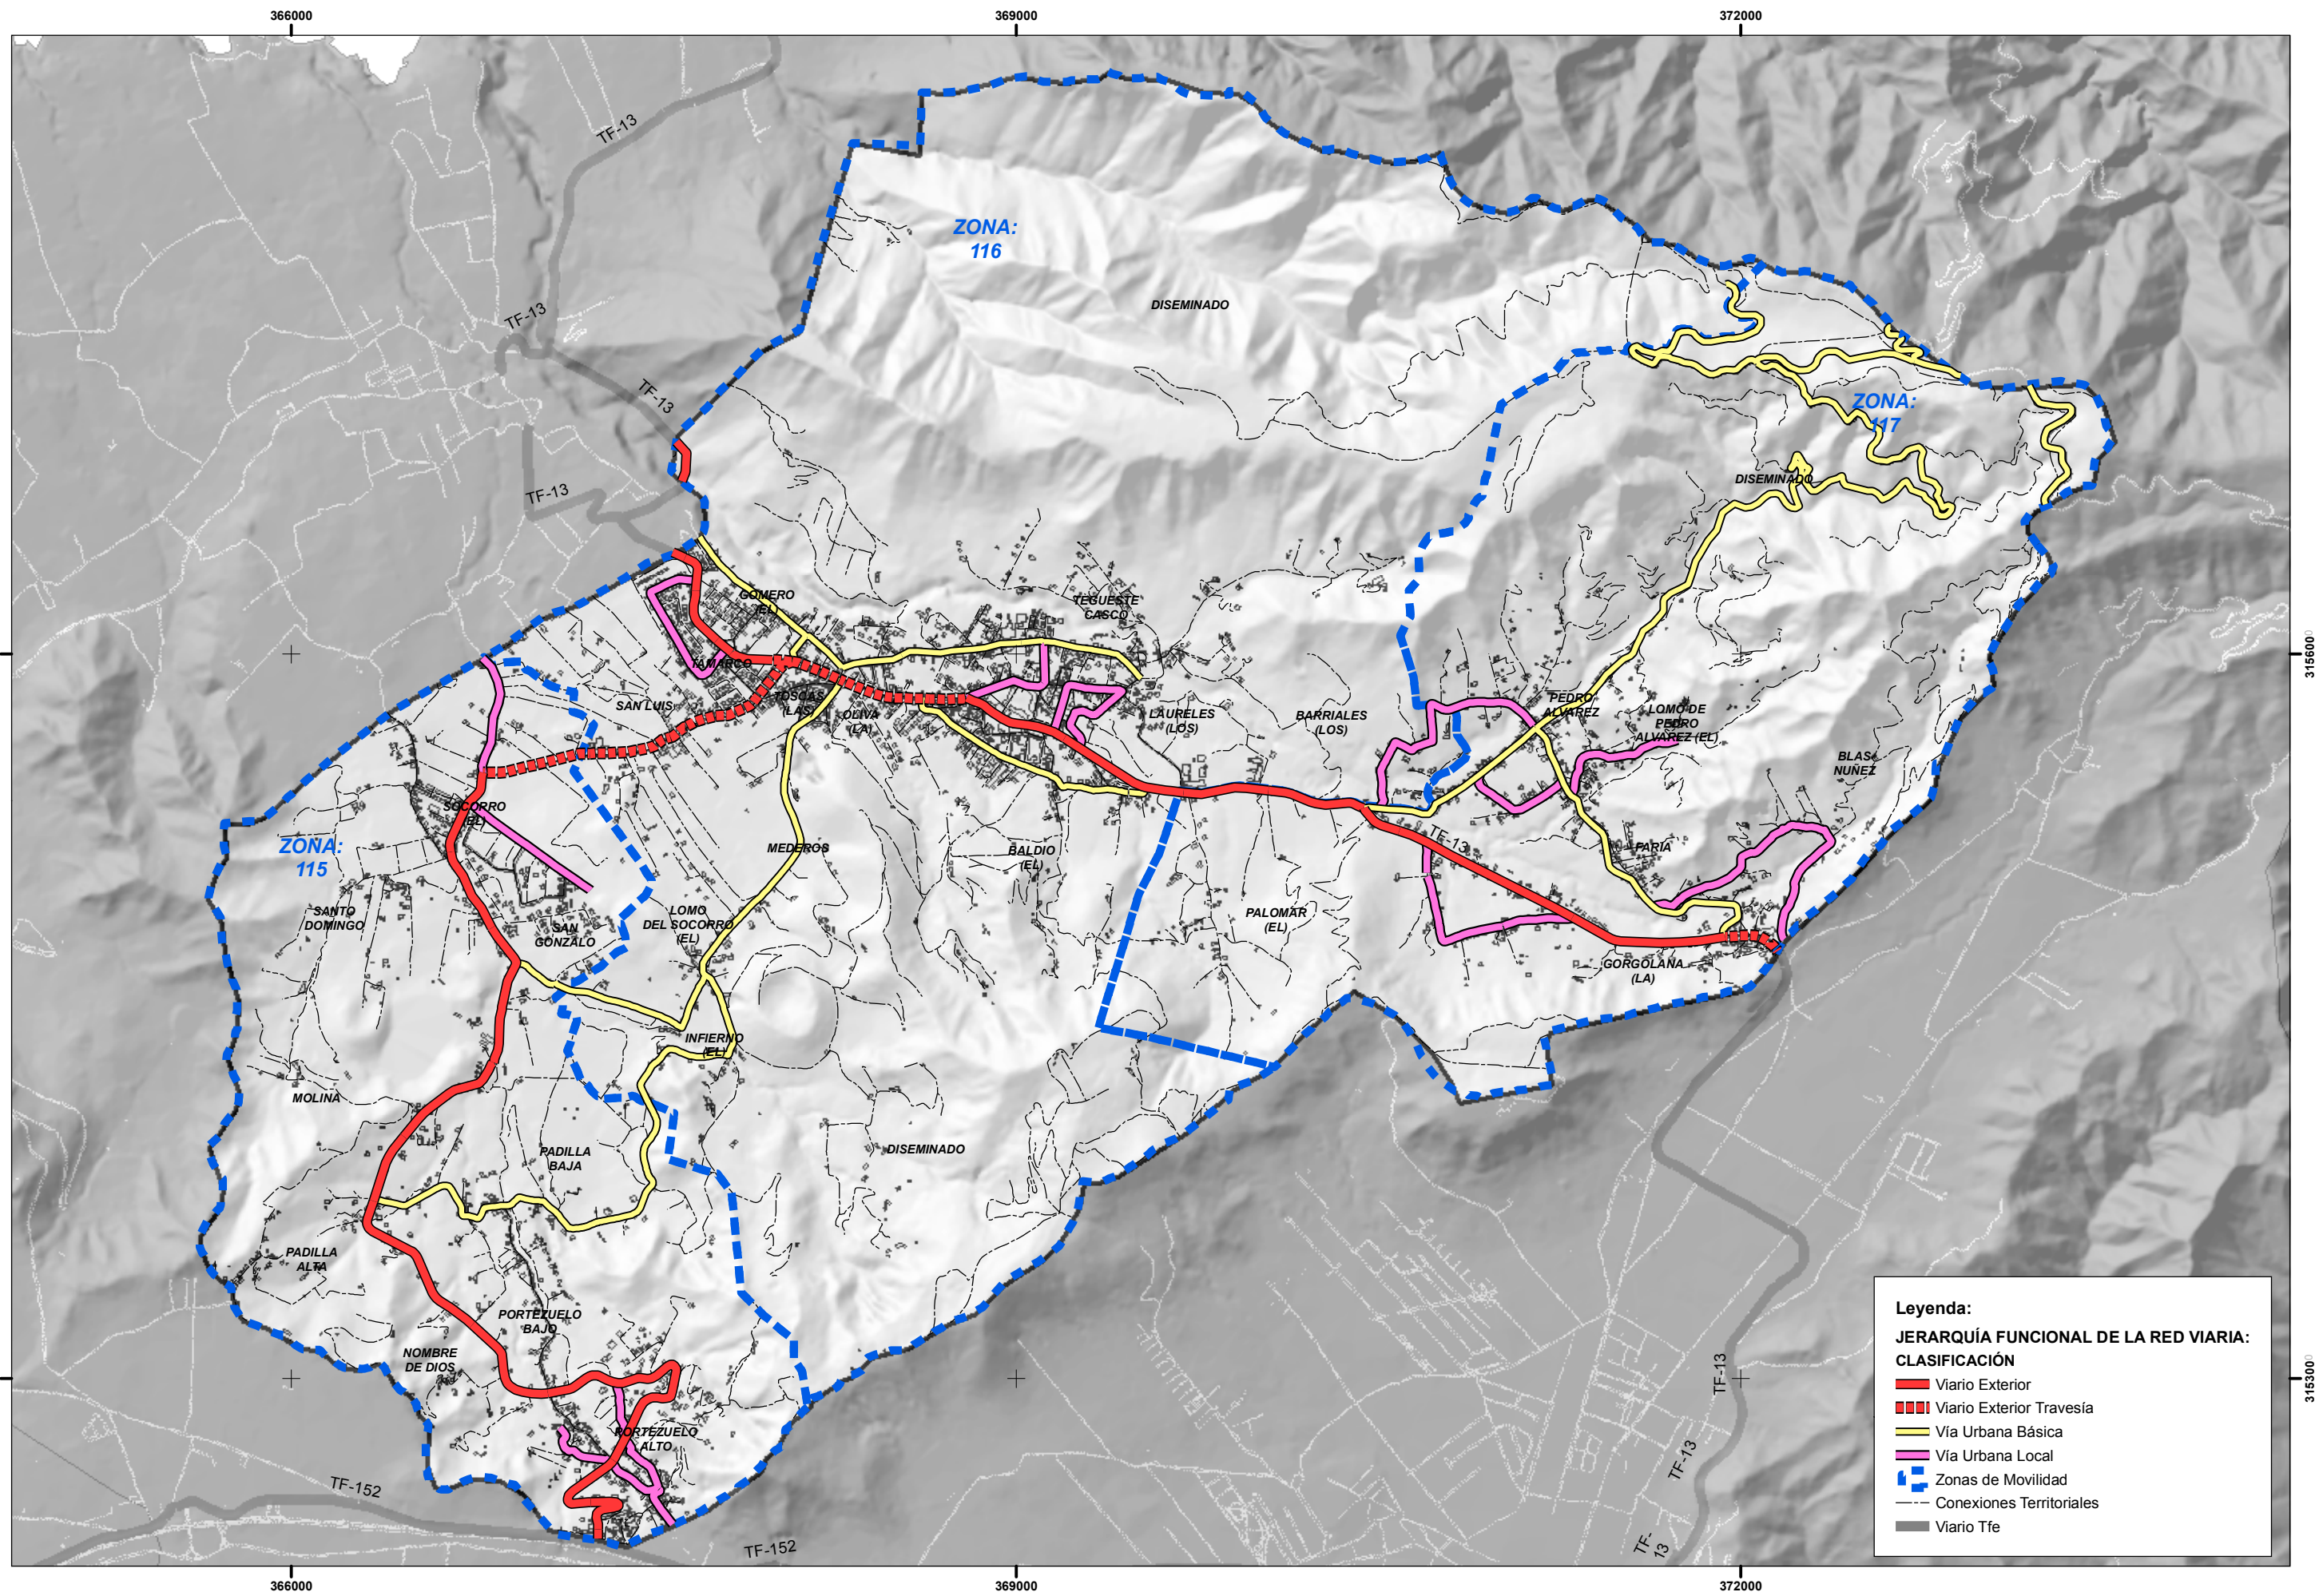 366000
369000
372000
TF-13
ZONA:
116
DISEMINADO
TF-13
TF-13
ZONA:
117
TF-13
DISEMINADO
GOMERO
(EL)
TEGUESTE
CASCO
TAMARCO
3156000
SAN LUIS
TOSCAS
(LAS)
OLIVA
(LA)
LAURELES
(LOS)
BARRIALES
(LOS)
PEDRO
ALVAREZ
LOMO DE
PEDRO
ALVAREZ (EL)
BLAS
NUÑEZ
SOCORRO
(EL)
ZONA:
115
MEDEROS
BALDIO
(EL)
TF-13
FARIA
SANTO
DOMINGO
SAN
GONZALO
LOMO
DEL SOCORRO
(EL)
PALOMAR
(EL)
GORGOLANA
(LA)
INFIERNO
(EL)
MOLINA
PADILLA
BAJA
DISEMINADO
PADILLA
ALTA
PORTEZUELO
BAJO
NOMBRE
DE DIOS
PORTEZUELO
ALTO
TF-13
3153000
TF-13
TF-152
TF-152
TF-
13
Leyenda:
JERARQUÍA FUNCIONAL DE LA RED VIARIA:
CLASIFICACIÓN
Viario Exterior
Viario Exterior Travesía
Vía Urbana Básica
Vía Urbana Local
Zonas de Movilidad
Conexiones Territoriales
Viario Tfe
366000
369000
372000